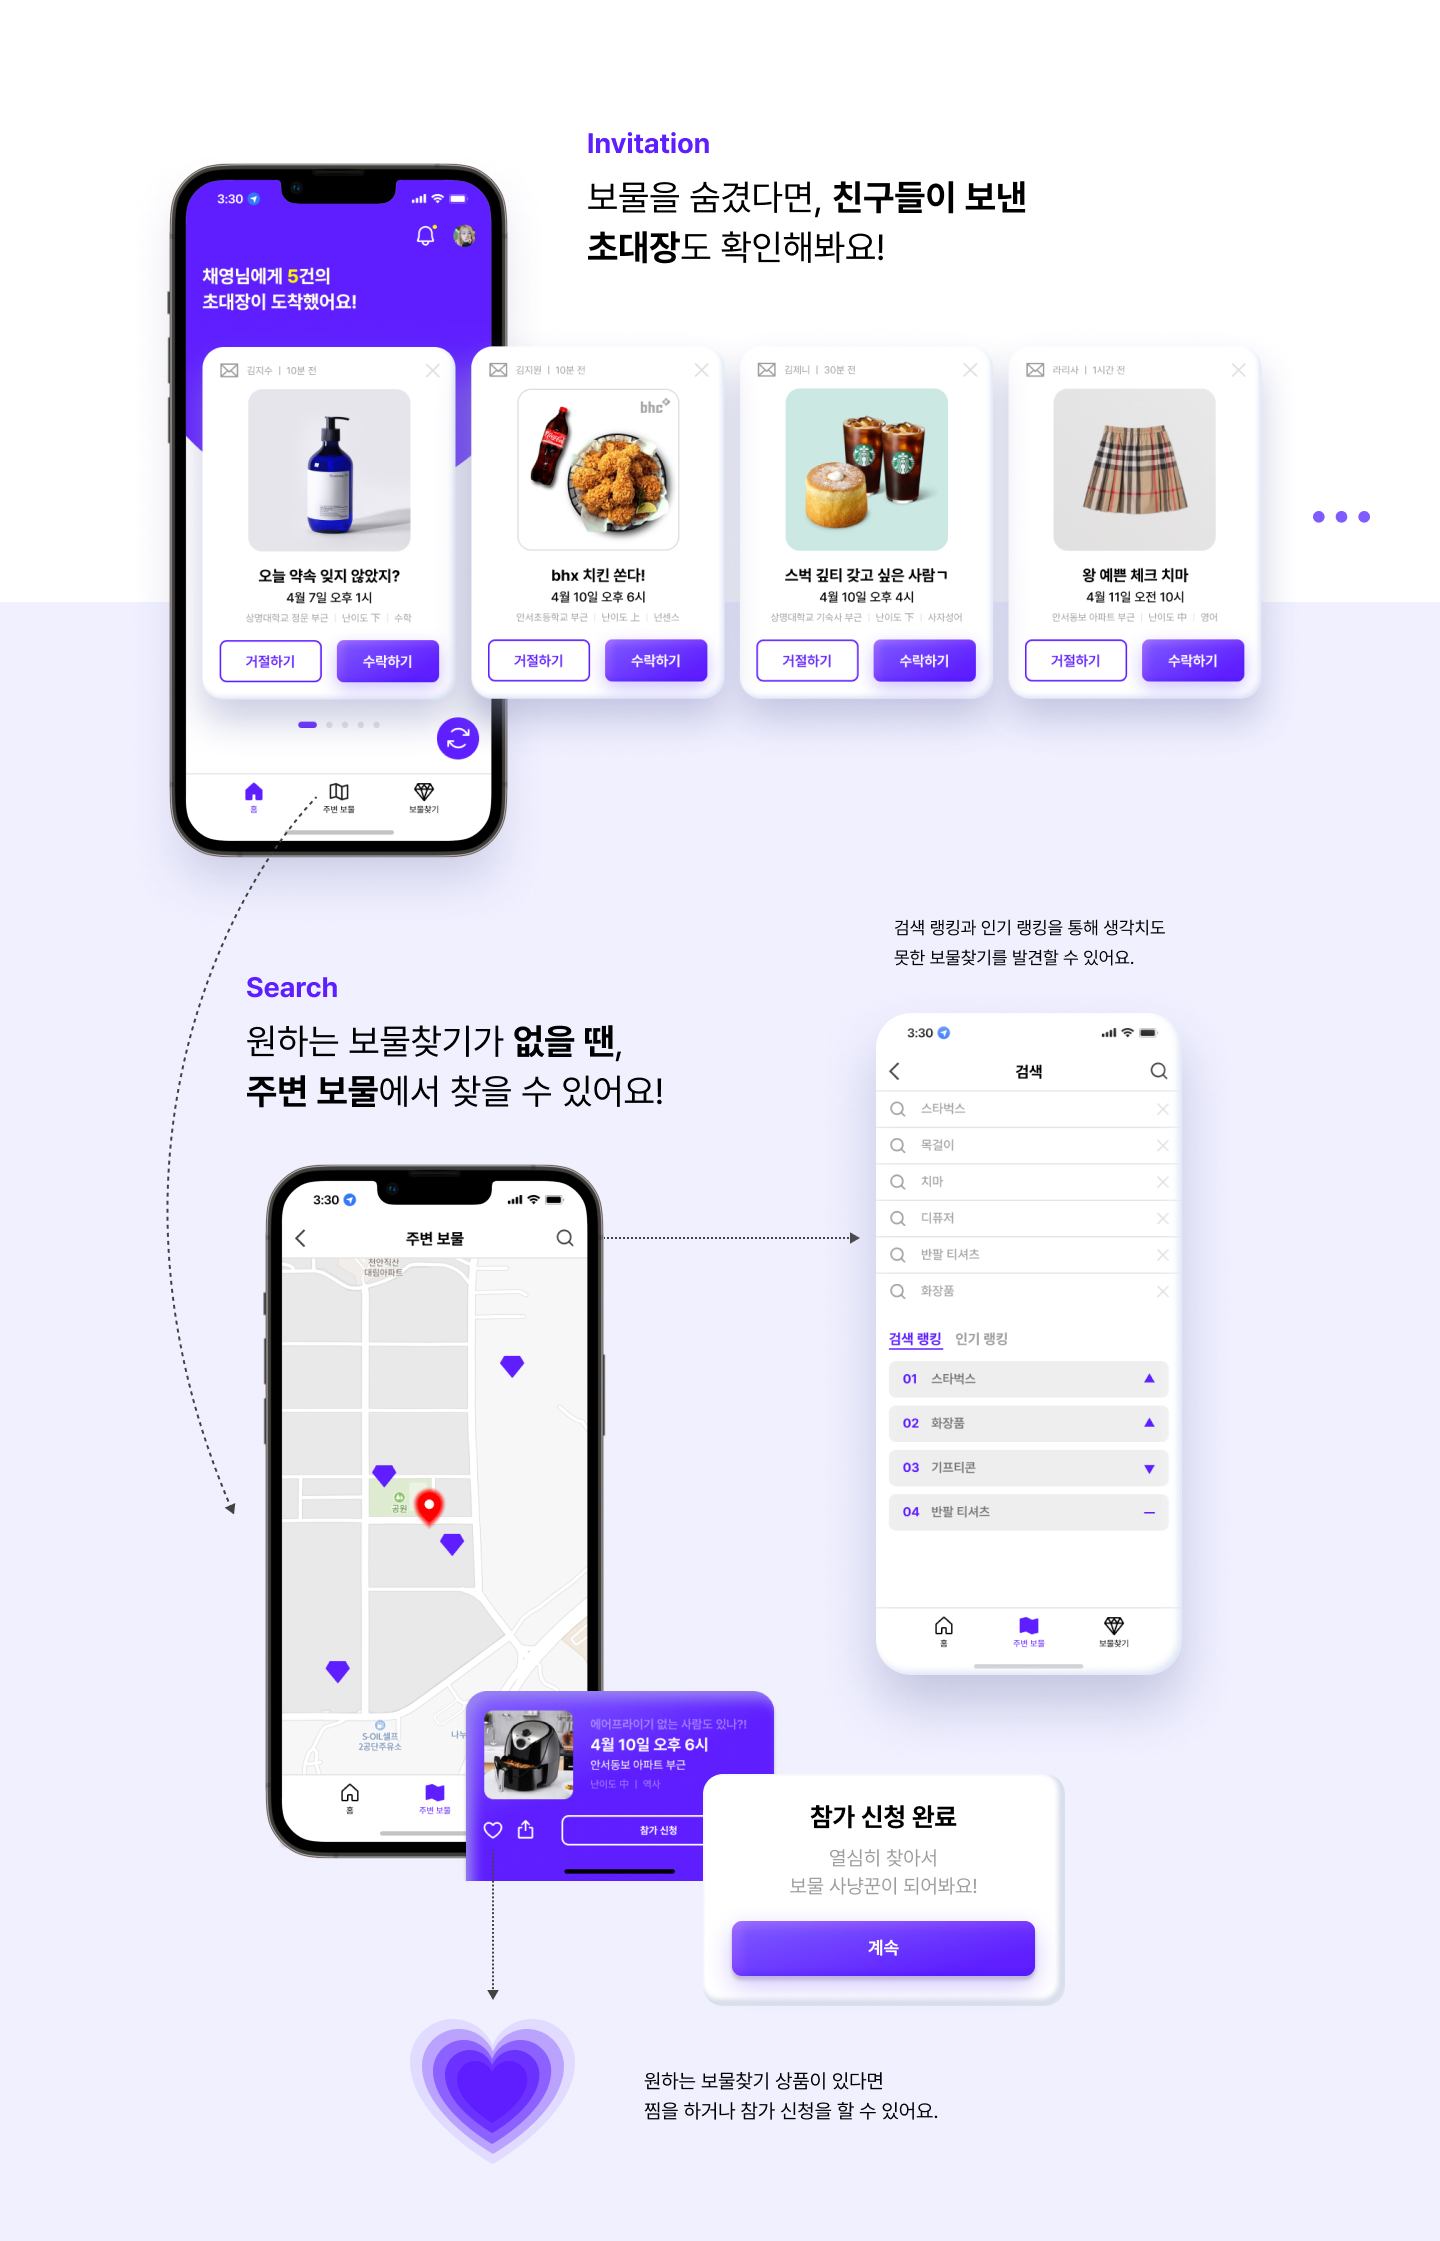 Invitation
보물을 숨겼다면, 친구들이 보낸
초대장도 확인해봐요!
3:30
채영님에게 5건의
초대장이 도착했어요!
김지수 | 10분 전
오늘 약속 잊지 않았지?
4월 7일 오후 1시
상명대학교 정문 부근 | 난이도 下 | 수학
거절하기
수락하기
김지원 | 10분 전
bhc
Coca-Cola
bhx 치킨 쏜다!
4월 10일 오후 6시
안서초등학교 부근 | 난이도 上 | 넌센스
거절하기
수락하기
김제니 | 30분 전
스벅 깊티 갖고 싶은 사람ㄱ
4월 10일 오후 4시
상명대학교 기숙사 부근 | 난이도 下 | 사자성어
거절하기
수락하기
라리사 | 1시간 전
왕 예쁜 체크 치마
4월 11일 오전 10시
안서동보 아파트 부근 | 난이도 中 | 영어
거절하기
수락하기
홈
주변 보물
보물찾기
검색 랭킹과 인기 랭킹을 통해 생각치도
못한 보물찾기를 발견할 수 있어요.
Search
원하는 보물찾기가 없을 땐,
주변 보물에서 찾을 수 있어요!
3:30
주변 보물
천안직산
대림아파트
공원
S-OIL셀프
2공단주유소
나누
홈
주변 보물
3:30
검색
스타벅스
목걸이
치마
디퓨저
반팔 티셔츠
화장품
검색 랭킹
인기 랭킹
01 스타벅스
02 화장품
03 기프티콘
04 반팔 티셔츠
홈
주변 보물
보물찾기
에어프라이기 없는 사람도 있나?!
4월 10일 오후 6시
안서동보 아파트 부근
난이도 中 | 역사
참가 신청
참가 신청 완료
열심히 찾아서
보물 사냥꾼이 되어봐요!
계속
원하는 보물찾기 상품이 있다면
찜을 하거나 참가 신청을 할 수 있어요.